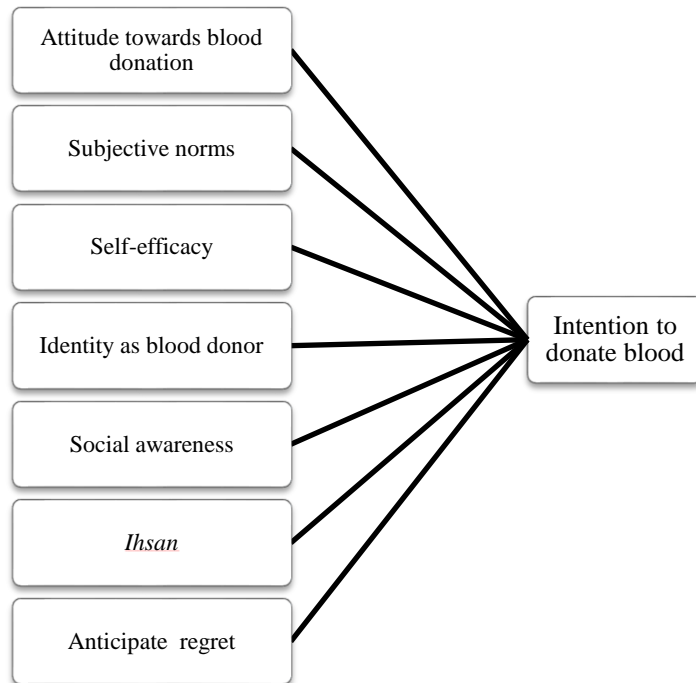 Attitude towards blood
donation
Subjective norms
Self-efficacy
Identity as blood donor
Social awareness
Ihsan
Anticipate regret
Intention to
donate blood